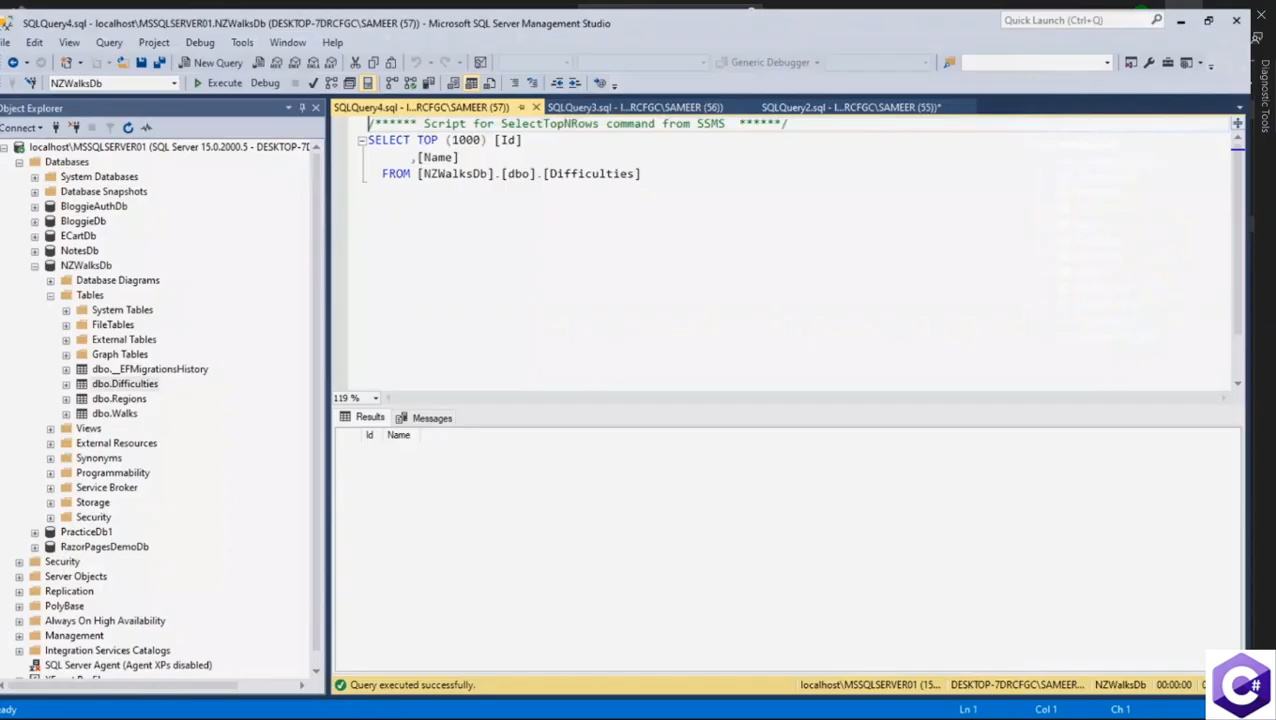 SQLQuery4.sql - localhost\MSSQLSERVER01.NZWalksDb (DESKTOP-7DRCFGC\SAMEER (57)) - Microsoft SQL Server Management Studio
Quick Launch (Ctrl+Q)
ile Edit View Query Project Debug Tools Window Help
New Query
Generic Debugger
NZWalksDb
Execute Debug
Diagnostic Tools
Object Explorer
SQLQuery4.sql - l...RCFGC\SAMEER (57)) SQLQuery3.sql - l...RCFGC\SAMEER (56)) SQLQuery2.sql - l...RCFGC\SAMEER (55))*
Connect
localhost\MSSQLSERVER01 (SQL Server 15.0.2000.5 - DESKTOP-7D
Databases
System Databases
Database Snapshots
BloggieAuthDb
BloggieDb
ECartDb
NotesDb
NZWalksDb
Database Diagrams
Tables
System Tables
FileTables
External Tables
Graph Tables
dbo.__EFMigrationsHistory
dbo.Difficulties
dbo.Regions
dbo.Walks
Views
External Resources
Synonyms
Programmability
Service Broker
Storage
Security
PracticeDb1
RazorPagesDemoDb
Security
Server Objects
Replication
PolyBase
Always On High Availability
Management
Integration Services Catalogs
SQL Server Agent (Agent XPs disabled)
/****** Script for SelectTopNRows command from SSMS ******/
SELECT TOP (1000) [Id]
,[Name]
FROM [NZWalksDb].[dbo].[Difficulties]
119 %
Results Messages
Id Name
Query executed successfully.
localhost\MSSQLSERVER01 (15... DESKTOP-7DRCFGC\SAMEER... NZWalksDb 00:00:00
eady
Ln 1 Col 1 Ch 1
C#